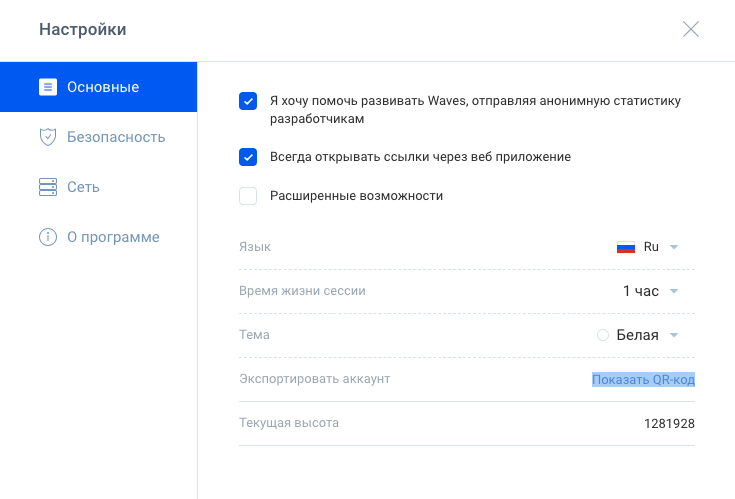 Настройки
Основные
Безопасность
Сеть
О программе
Я хочу помочь развивать Waves, отправляя анонимную статистику
разработчикам
Всегда открывать ссылки через веб приложение
Расширенные возможности
Язык Ru
Время жизни сессии 1 час
Тема Белая
Экспортировать аккаунт Показать QR-код
Текущая высота 1281928